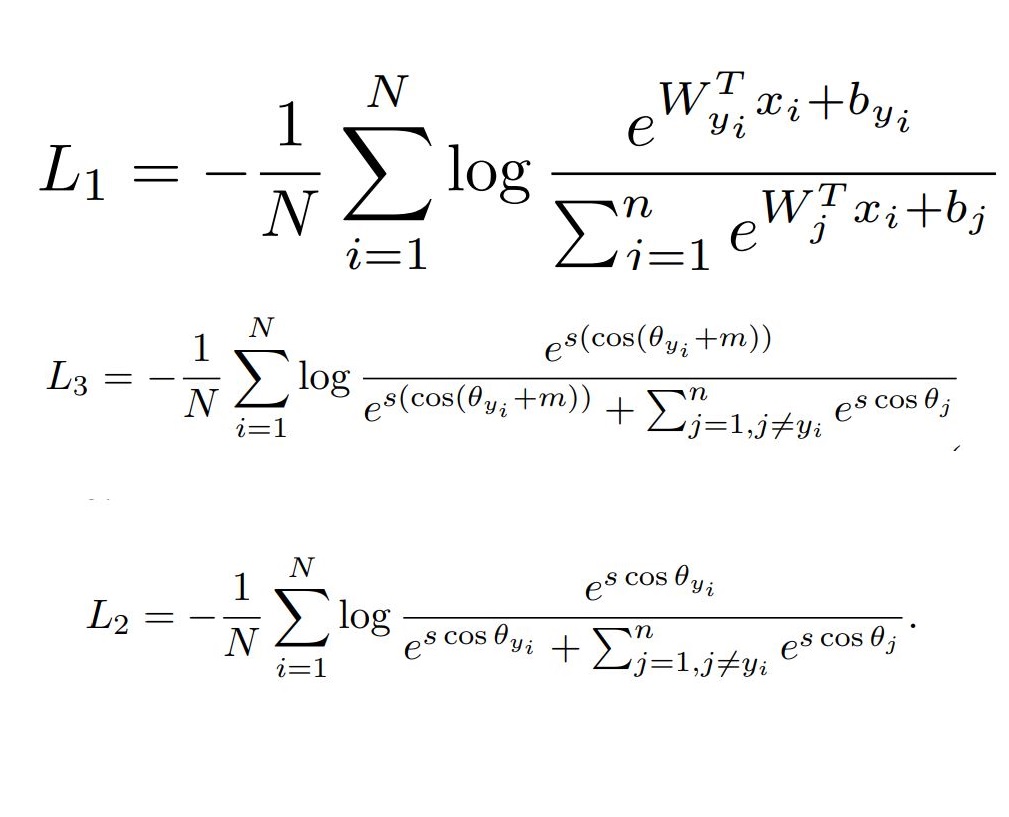 L_1 = -\frac{1}{N} \sum_{i=1}^{N} \log \frac{e^{W_{y_i}^T x_i + b_{y_i}}}{\sum_{j=1}^{n} e^{W_j^T x_i + b_j}}
L_3 = -\frac{1}{N} \sum_{i=1}^{N} \log \frac{e^{s(\cos(\theta_{y_i} + m))}}{e^{s(\cos(\theta_{y_i} + m))} + \sum_{j=1, j \neq y_i}^{n} e^{s \cos \theta_j}}
L_2 = -\frac{1}{N} \sum_{i=1}^{N} \log \frac{e^{s \cos \theta_{y_i}}}{e^{s \cos \theta_{y_i}} + \sum_{j=1, j \neq y_i}^{n} e^{s \cos \theta_j}}.